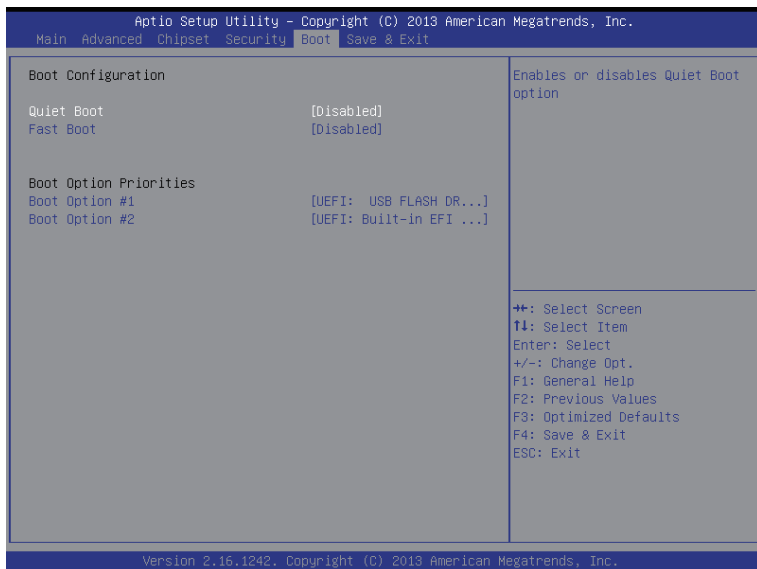 Aptio Setup Utility – Copyright (C) 2013 American Megatrends, Inc.
Main Advanced Chipset Security Boot Save & Exit
Boot Configuration
Quiet Boot [Disabled]
Fast Boot [Disabled]
Boot Option Priorities
Boot Option #1 [UEFI: USB FLASH DR...]
Boot Option #2 [UEFI: Built-in EFI ...]
Enables or disables Quiet Boot
option
→←: Select Screen
↑↓: Select Item
Enter: Select
+/-: Change Opt.
F1: General Help
F2: Previous Values
F3: Optimized Defaults
F4: Save & Exit
ESC: Exit
Version 2.16.1242. Copyright (C) 2013 American Megatrends, Inc.